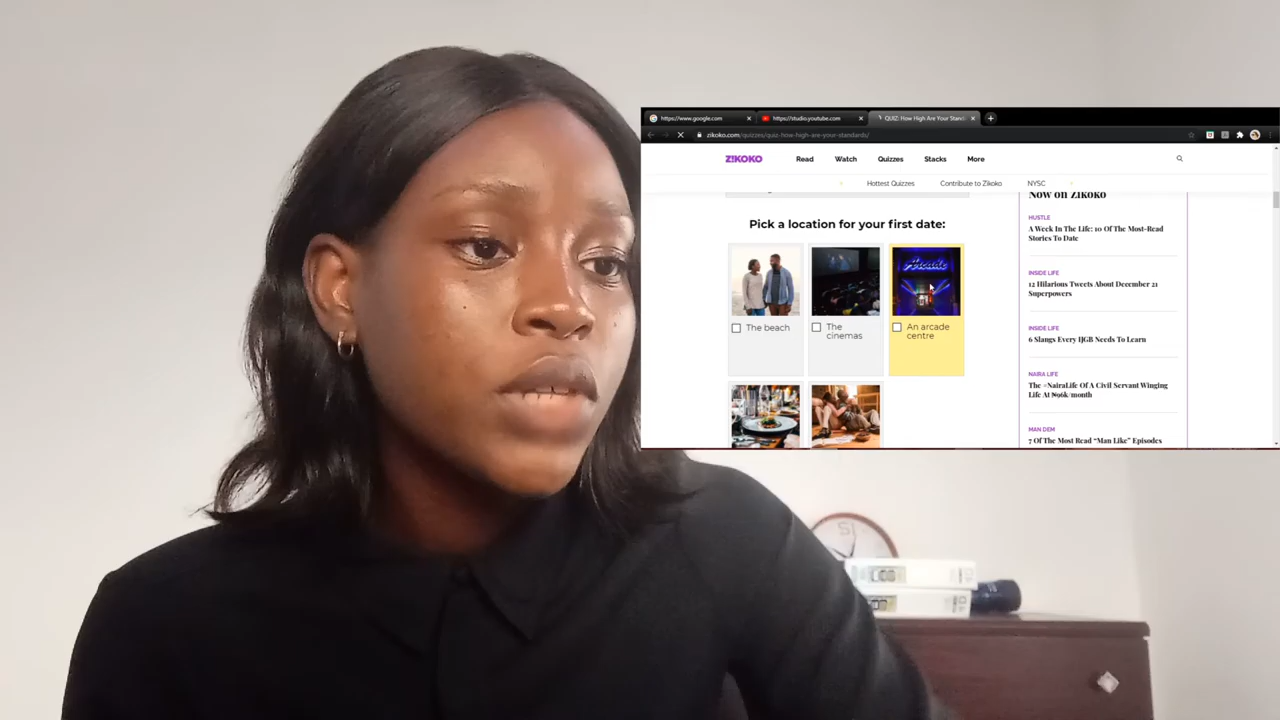 https://www.google.com
https://studio.youtube.com
QUIZ: How High Are Your Stand
zikoko.com/quizzes/quiz-how-high-are-your-standards/
Z!KOKO
Read
Watch
Quizzes
Stacks
More
Hottest Quizzes
Contribute to Zikoko
NYSC
Pick a location for your first date:
Arcade
The beach
The
cinemas
An arcade
centre
Now on Zikoko
HUSTLE
A Week In The Life: 10 Of The Most-Read
Stories To Date
INSIDE LIFE
12 Hilarious Tweets About December 21
Superpowers
INSIDE LIFE
6 Slangs Every IJGB Needs To Learn
NAIRA LIFE
The #NairaLife Of A Civil Servant Winging
Life At ₦96k/month
MAN DEM
7 Of The Most Read “Man Like” Episodes